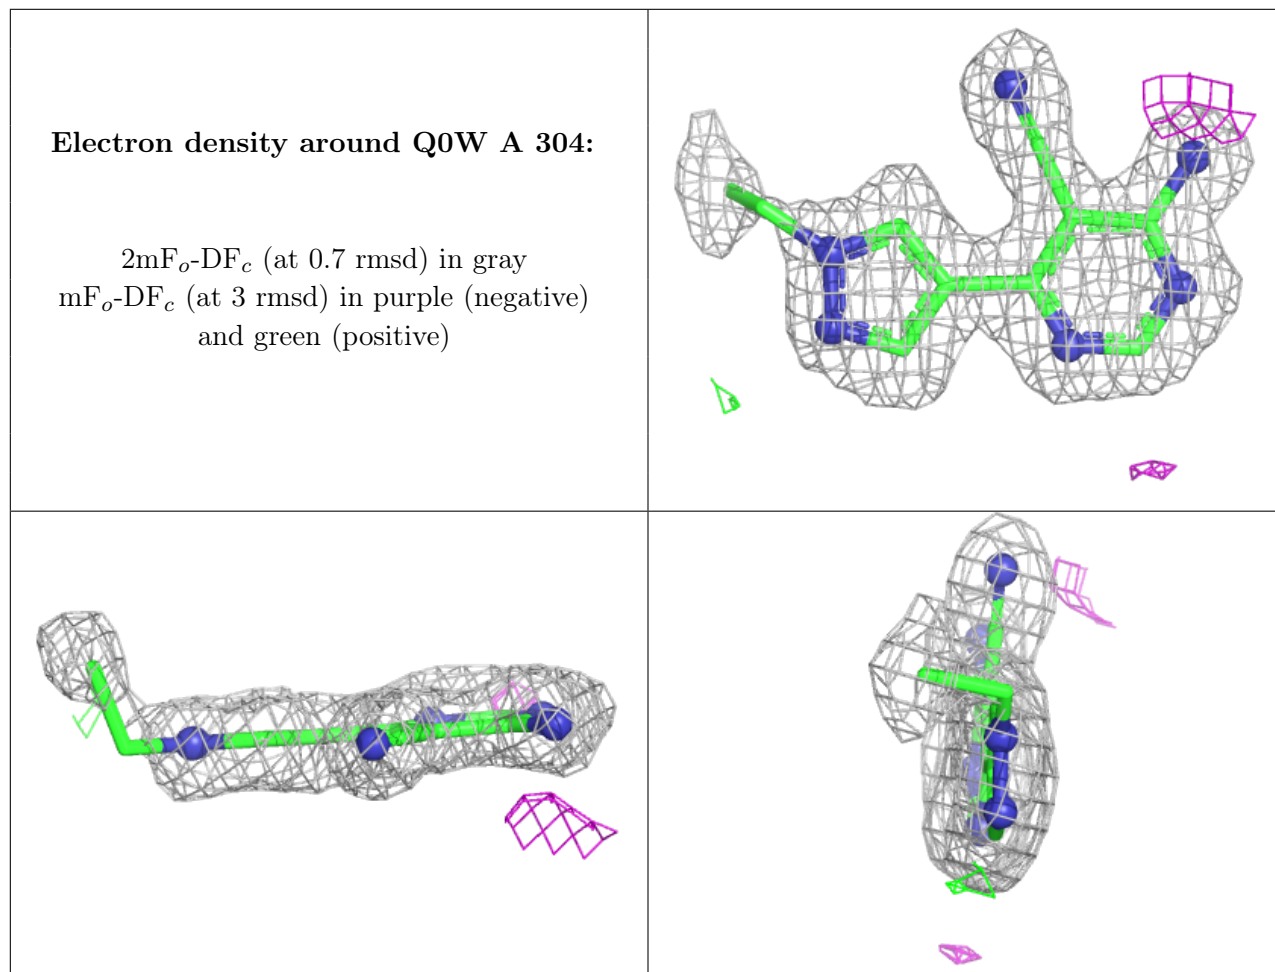 Electron density around Q0W A 304:
2mFo-DFc (at 0.7 rmsd) in gray
mFo-DFc (at 3 rmsd) in purple (negative)
and green (positive)